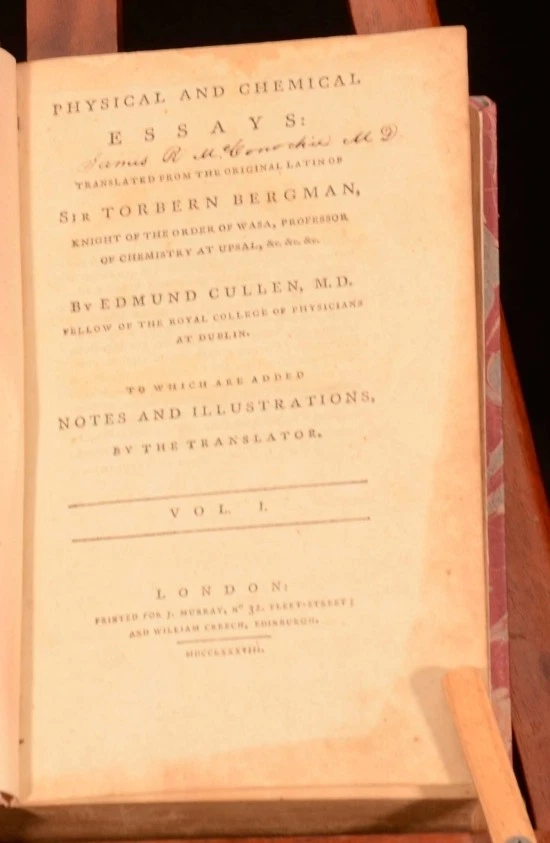 PHYSICAL AND CHEMICAL
ESSAYS:
James R McConochie M D
TRANSLATED FROM THE ORIGINAL LATIN OF
SIR TORBERN BERGMAN,
KNIGHT OF THE ORDER OF WASA, PROFESSOR
OF CHEMISTRY AT UPSAL, &c. &c. &c.
BY EDMUND CULLEN, M.D.
FELLOW OF THE ROYAL COLLEGE OF PHYSICIANS
AT DUBLIN.
TO WHICH ARE ADDED
NOTES AND ILLUSTRATIONS,
BY THE TRANSLATOR.
VOL. I.
LONDON:
PRINTED FOR J. MURRAY, No 32. FLEET-STREET;
AND WILLIAM CREECH, EDINBURGH.
MDCCLXXXVIII.